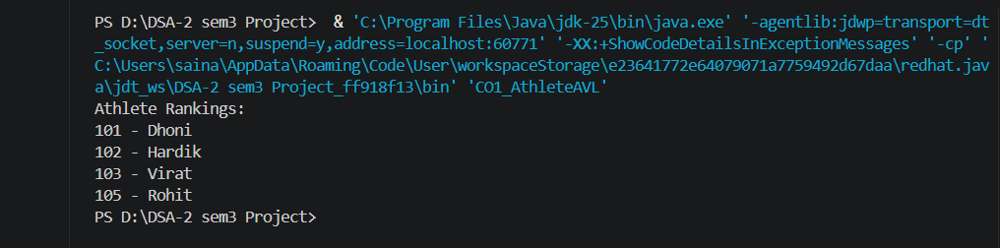 PS D:\DSA-2 sem3 Project>  & 'C:\Program Files\Java\jdk-25\bin\java.exe' '-agentlib:jdwp=transport=dt
_socket,server=n,suspend=y,address=localhost:60771' '-XX:+ShowCodeDetailsInExceptionMessages' '-cp' '
C:\Users\saina\AppData\Roaming\Code\User\workspaceStorage\e23641772e64079071a7759492d67daa\redhat.jav
a\jdt_ws\DSA-2 sem3 Project_ff918f13\bin' 'CO1_AthleteAVL'
Athlete Rankings:
101 - Dhoni
102 - Hardik
103 - Virat
105 - Rohit
PS D:\DSA-2 sem3 Project>